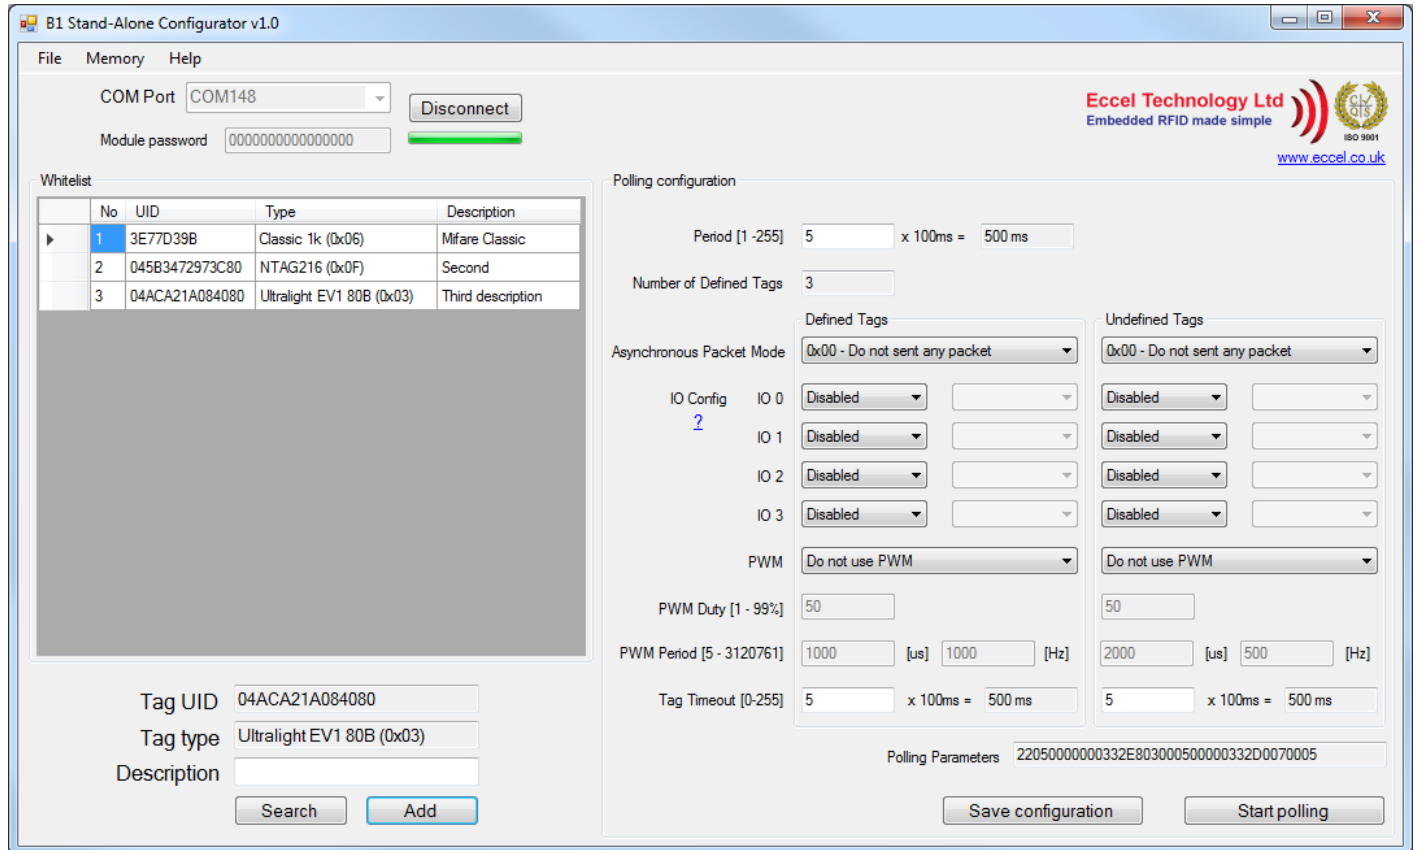 B1 Stand-Alone Configurator v1.0
File Memory Help
COM Port COM148 Disconnect
Module password 0000000000000000
Eccel Technology Ltd
Embedded RFID made simple
ISO 9001
www.eccel.co.uk
Whitelist
No UID Type Description
1 3E77D39B Classic 1k (0x06) Mifare Classic
2 045B3472973C80 NTAG216 (0x0F) Second
3 04ACA21A084080 Ultralight EV1 80B (0x03) Third description
Tag UID 04ACA21A084080
Tag type Ultralight EV1 80B (0x03)
Description
Search Add
Polling configuration
Period [1 -255] 5 x 100ms = 500 ms
Number of Defined Tags 3
Defined Tags Undefined Tags
Asynchronous Packet Mode 0x00 - Do not sent any packet 0x00 - Do not sent any packet
IO Config IO 0 Disabled Disabled
?
IO 1 Disabled Disabled
IO 2 Disabled Disabled
IO 3 Disabled Disabled
PWM Do not use PWM Do not use PWM
PWM Duty [1 - 99%] 50 50
PWM Period [5 - 3120761] 1000 [us] 1000 [Hz] 2000 [us] 500 [Hz]
Tag Timeout [0-255] 5 x 100ms = 500 ms 5 x 100ms = 500 ms
Polling Parameters 22050000000332E803000500000332D0070005
Save configuration Start polling